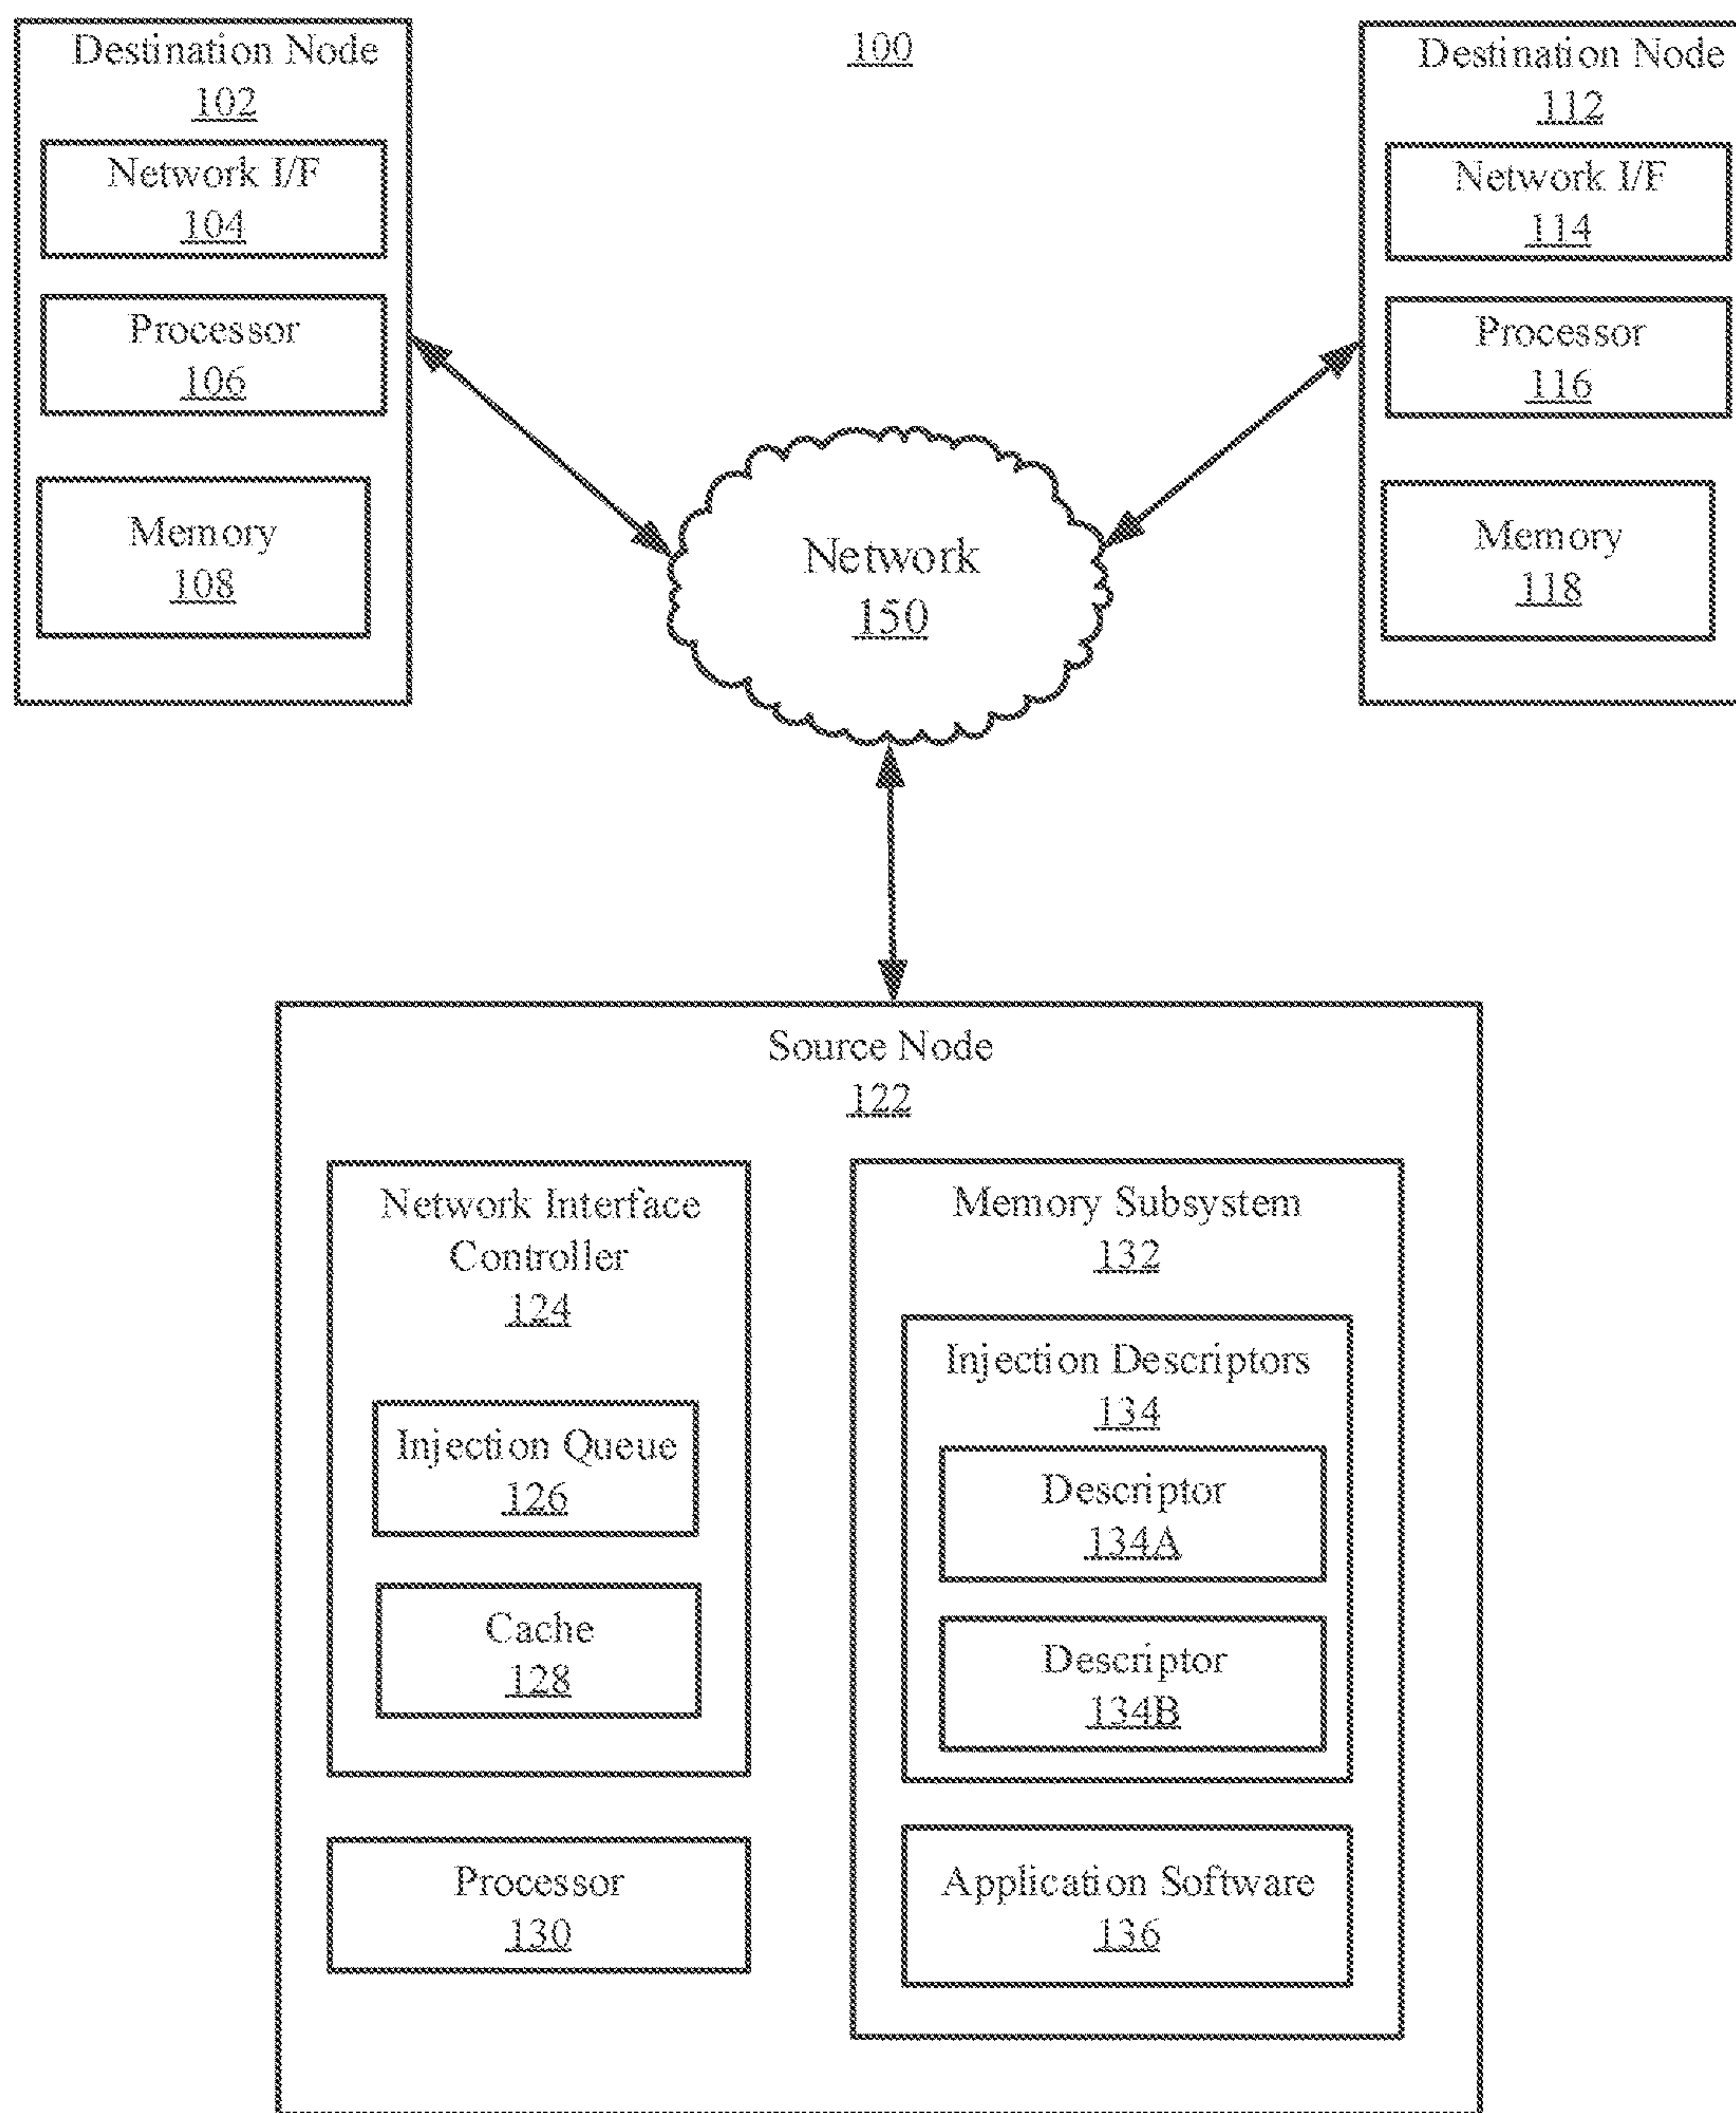 100
Destination Node
102
Network I/F
104
Processor
106
Memory
108
Destination Node
112
Network I/F
114
Processor
116
Memory
118
Network
150
Source Node
122
Network Interface
Controller
124
Injection Queue
126
Cache
128
Processor
130
Memory Subsystem
132
Injection Descriptors
134
Descriptor
134A
Descriptor
134B
Application Software
136